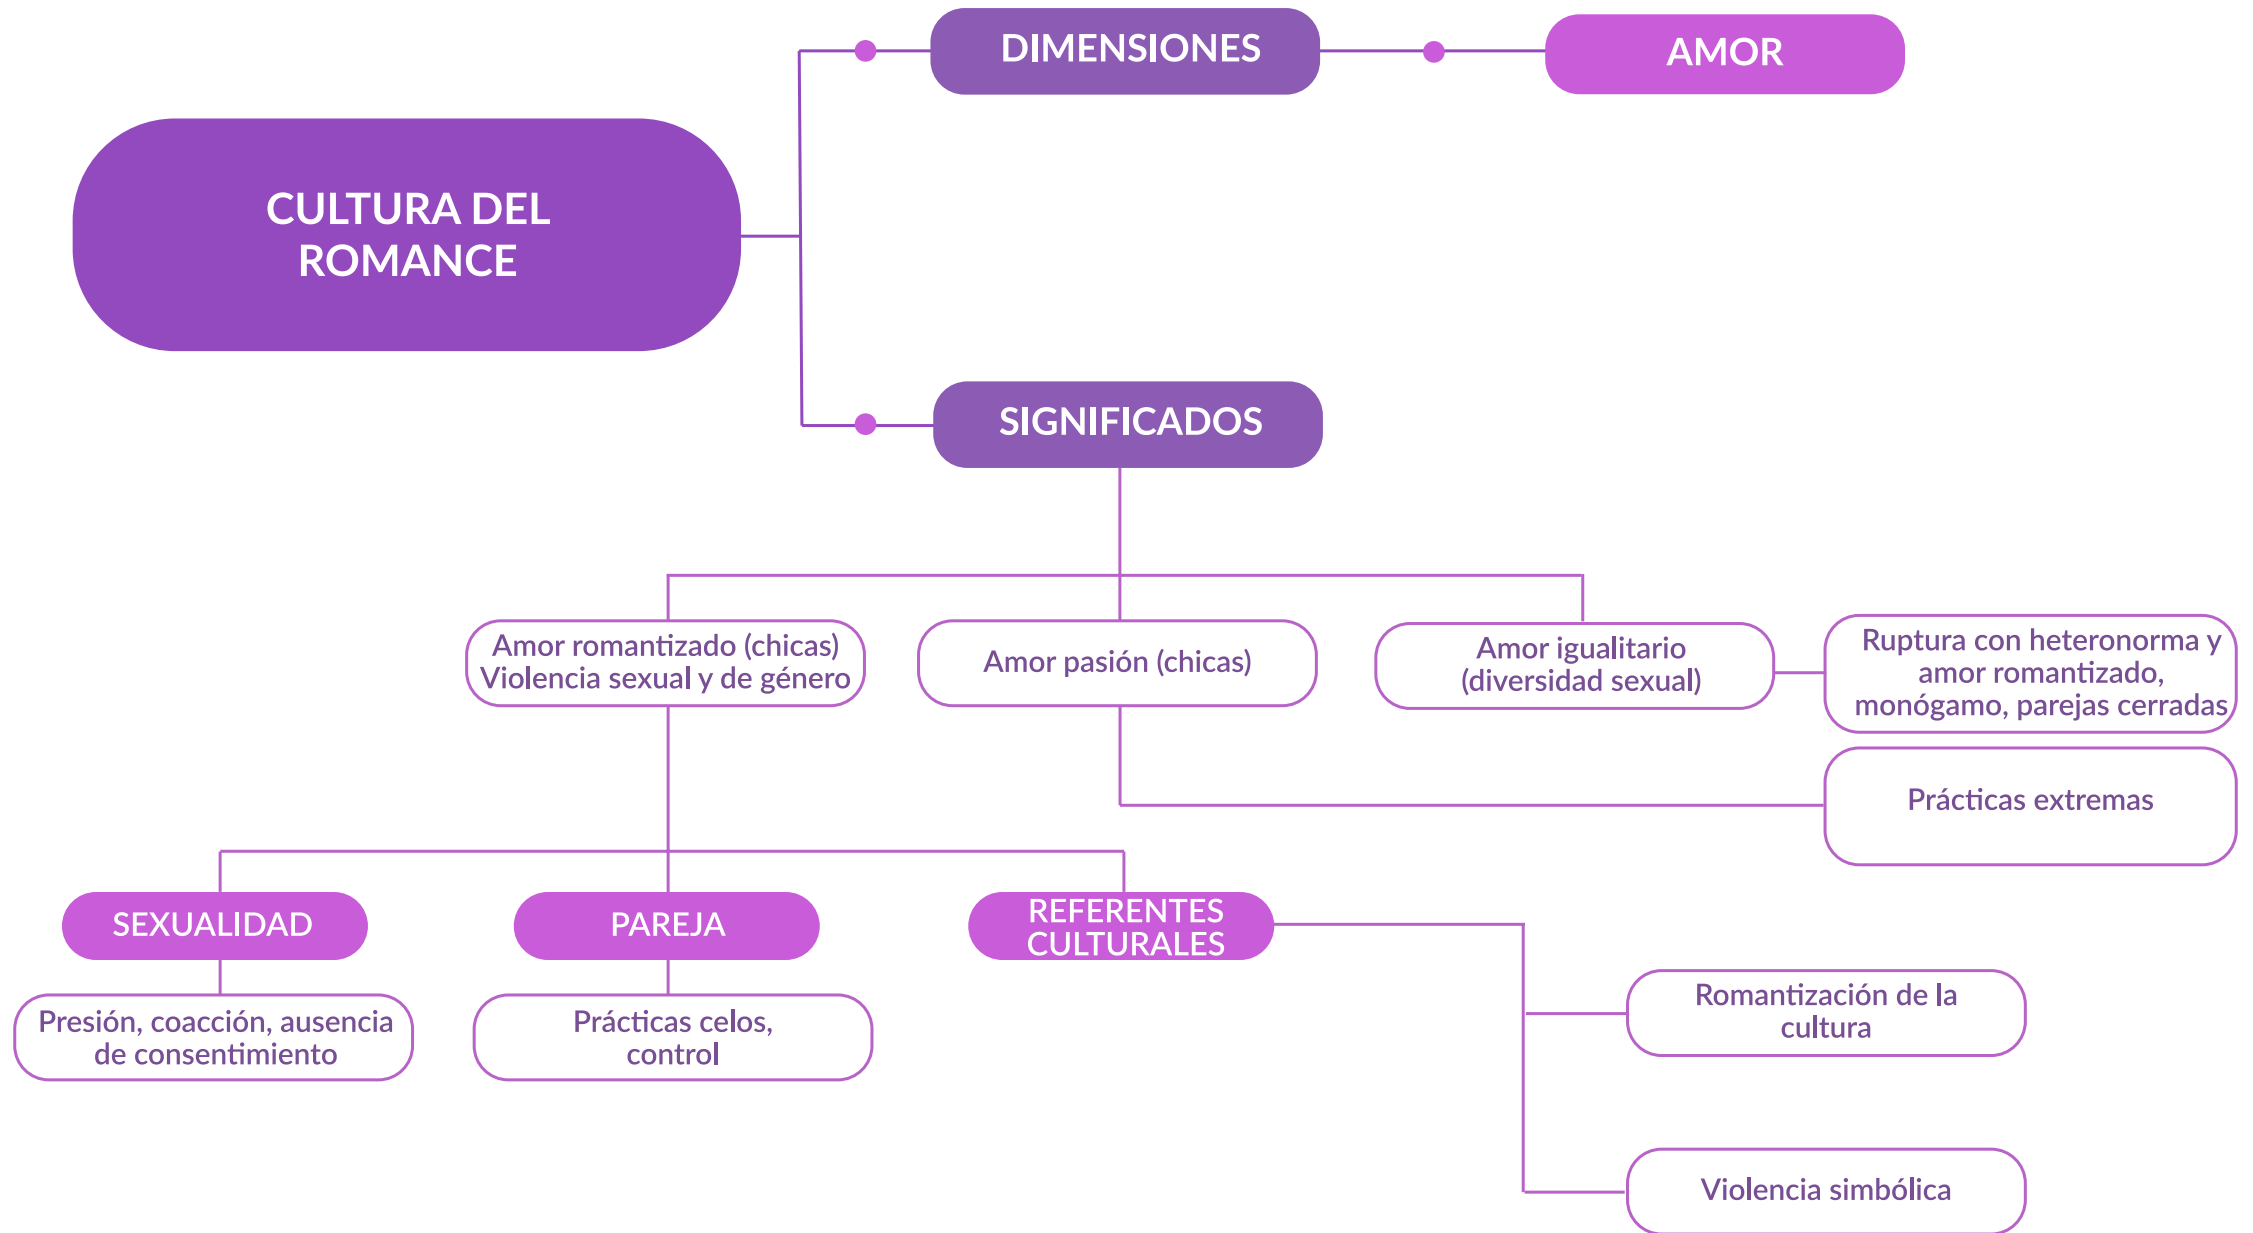 DIMENSIONES
AMOR
CULTURA DEL
ROMANCE
SIGNIFICADOS
Amor romantizado (chicas)
Violencia sexual y de género
Amor pasión (chicas)
Amor igualitario
(diversidad sexual)
Ruptura con heteronorma y
amor romantizado,
monógamo, parejas cerradas
Prácticas extremas
SEXUALIDAD
PAREJA
REFERENTES
CULTURALES
Presión, coacción, ausencia
de consentimiento
Prácticas celos,
control
Romantización de la
cultura
Violencia simbólica